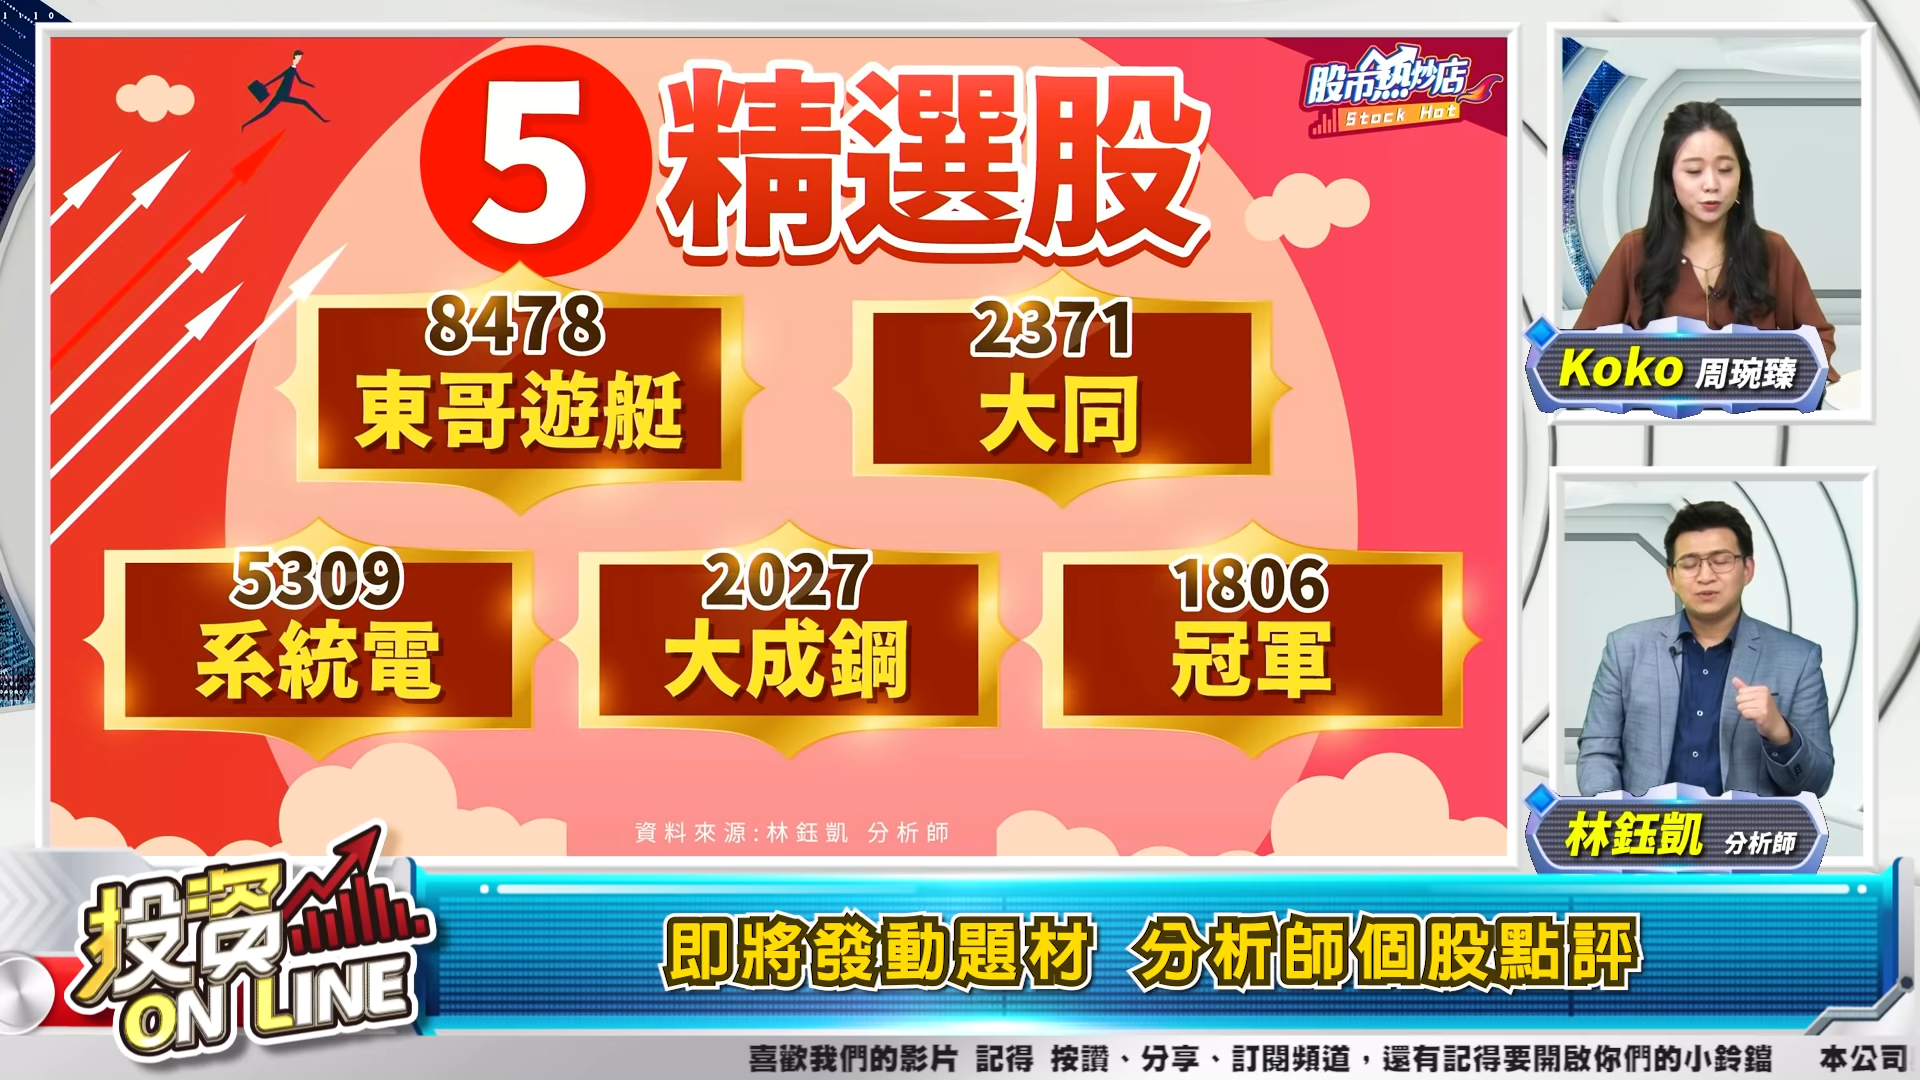 5 精選股
股市熱炒店
Stock Hot
8478
東哥遊艇
2371
大同
5309
系統電
2027
大成鋼
1806
冠軍
資料來源:林鈺凱 分析師
Koko 周琬臻
林鈺凱 分析師
投資
ON LINE
即將發動題材 分析師個股點評
喜歡我們的影片 記得 按讚、分享、訂閱頻道，還有記得要開啟你們的小鈴鐺 本公司